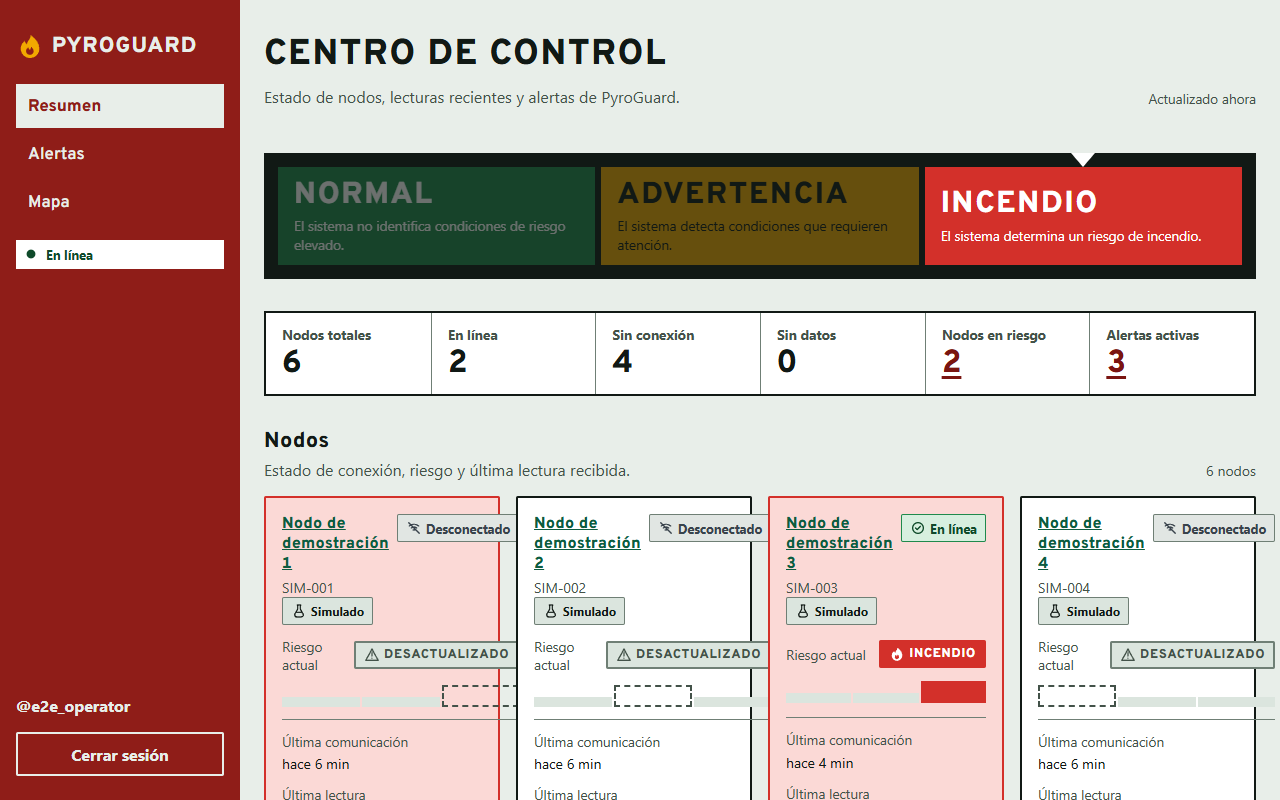 PYROGUARD
Resumen
Alertas
Mapa
En línea
@e2e_operator
Cerrar sesión
CENTRO DE CONTROL
Estado de nodos, lecturas recientes y alertas de PyroGuard.
Actualizado ahora
NORMAL
El sistema no identifica condiciones de riesgo
elevado.
ADVERTENCIA
El sistema detecta condiciones que requieren
atención.
INCENDIO
El sistema determina un riesgo de incendio.
Nodos totales
6
En línea
2
Sin conexión
4
Sin datos
0
Nodos en riesgo
2
Alertas activas
3
Nodos
Estado de conexión, riesgo y última lectura recibida.
6 nodos
Nodo de
demostración
1
Desconectado
SIM-001
Simulado
Riesgo
actual
DESACTUALIZADO
Última comunicación
hace 6 min
Última lectura
Nodo de
demostración
2
Desconectado
SIM-002
Simulado
Riesgo
actual
DESACTUALIZADO
Última comunicación
hace 6 min
Última lectura
Nodo de
demostración
3
En línea
SIM-003
Simulado
Riesgo actual
INCENDIO
Última comunicación
hace 4 min
Última lectura
Nodo de
demostración
4
Desconectado
SIM-004
Simulado
Riesgo
actual
DESACTUALIZADO
Última comunicación
hace 6 min
Última lectura